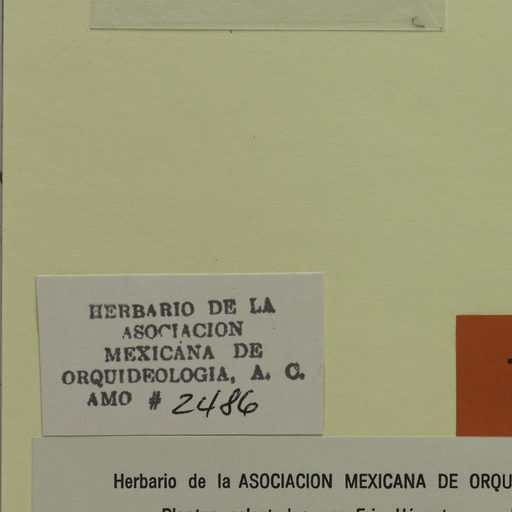 HERBARIO DE LA
ASOCIACION
MEXICANA DE
ORQUIDEOLOGIA, A. C.
AMO # 2486
Herbario de la ASOCIACION MEXICANA DE ORQU